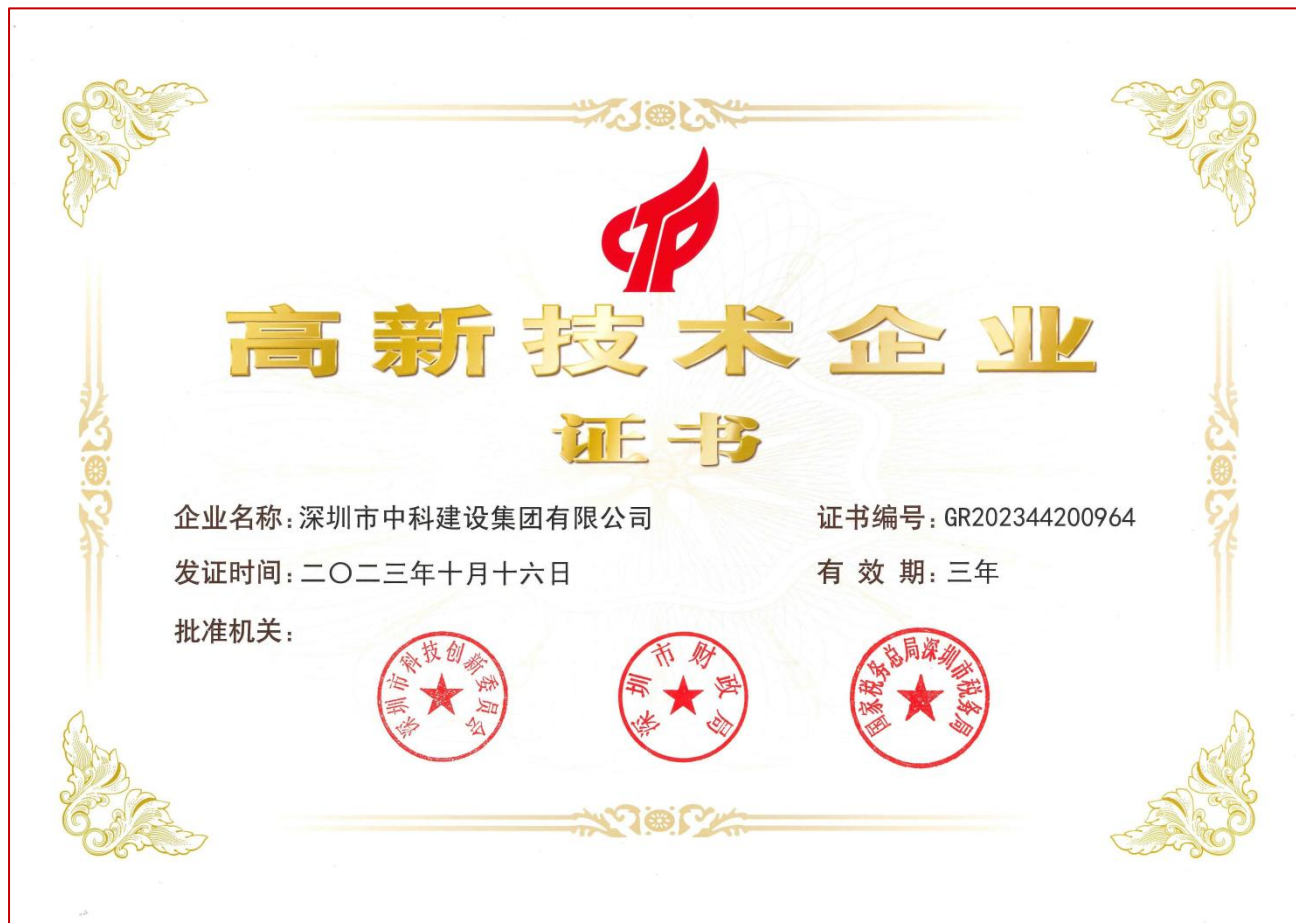 CTP
高新技术企业
证书
企业名称：深圳市中科建设集团有限公司
证书编号：GR202344200964
发证时间：二〇二三年十月十六日
有 效 期：三年
批准机关：
深圳市科技创新委员会
深圳市财政局
国家税务总局深圳市税务局